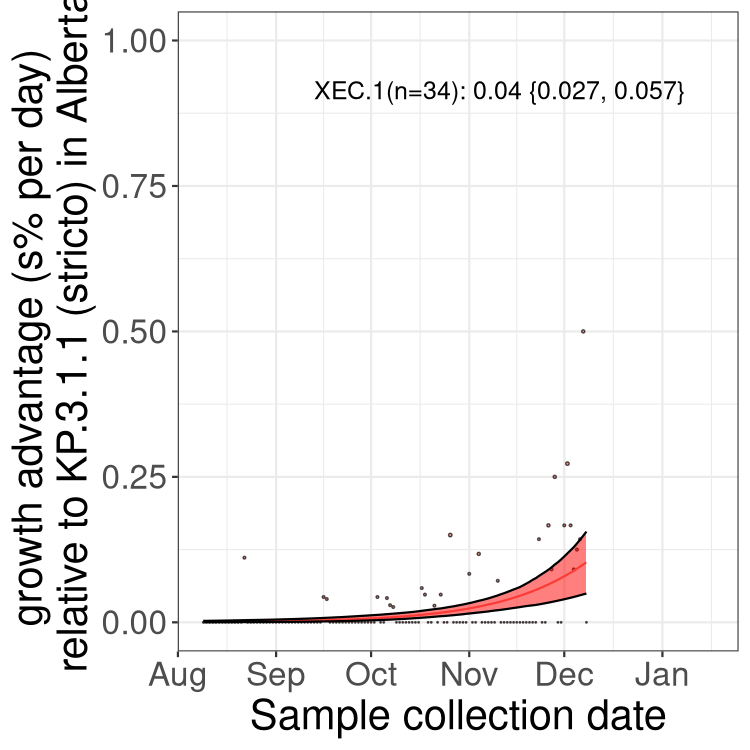 growth advantage (s% per day)
relative to KP.3.1.1 (stricto) in Alberta
1.00
0.75
0.50
0.25
0.00
XEC.1(n=34): 0.04 {0.027, 0.057}
Aug Sep Oct Nov Dec Jan
Sample collection date